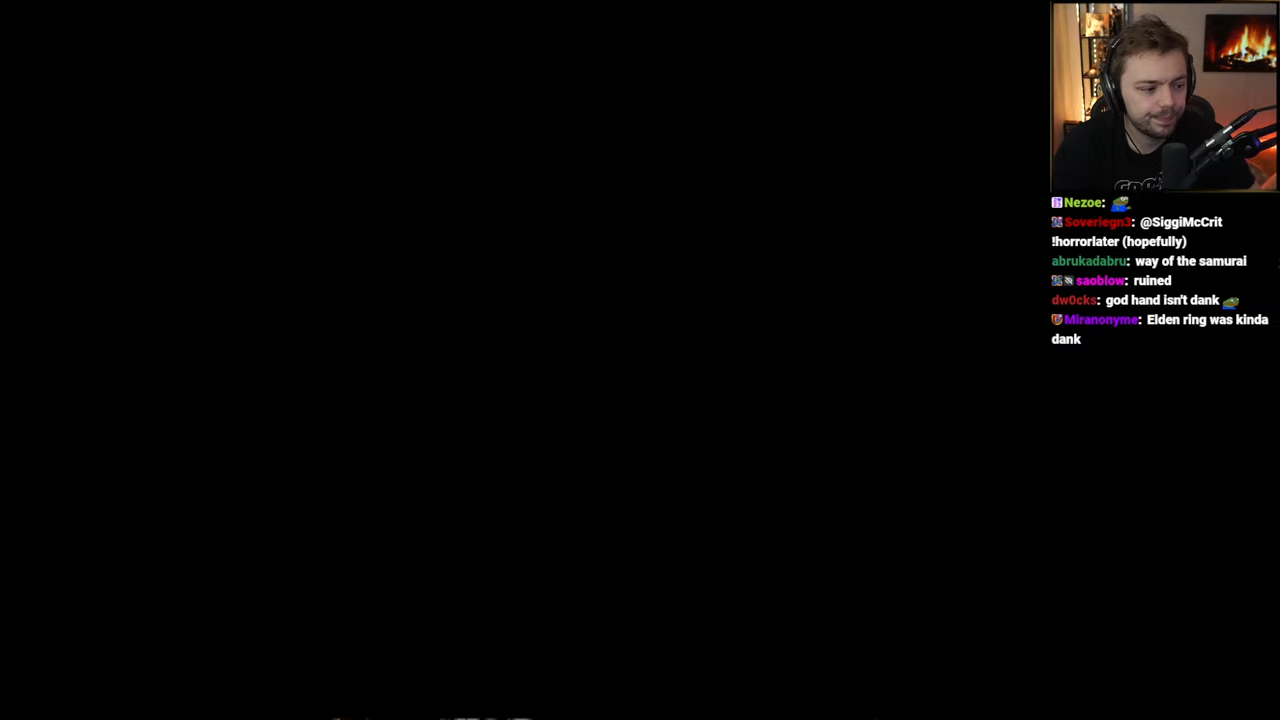 Nezoe:
Soveriegn3: @SiggiMcCrit
!horrorlater (hopefully)
abrukadabru: way of the samurai
saoblow: ruined
dw0cks: god hand isn't dank
Miranonyme: Elden ring was kinda
dank